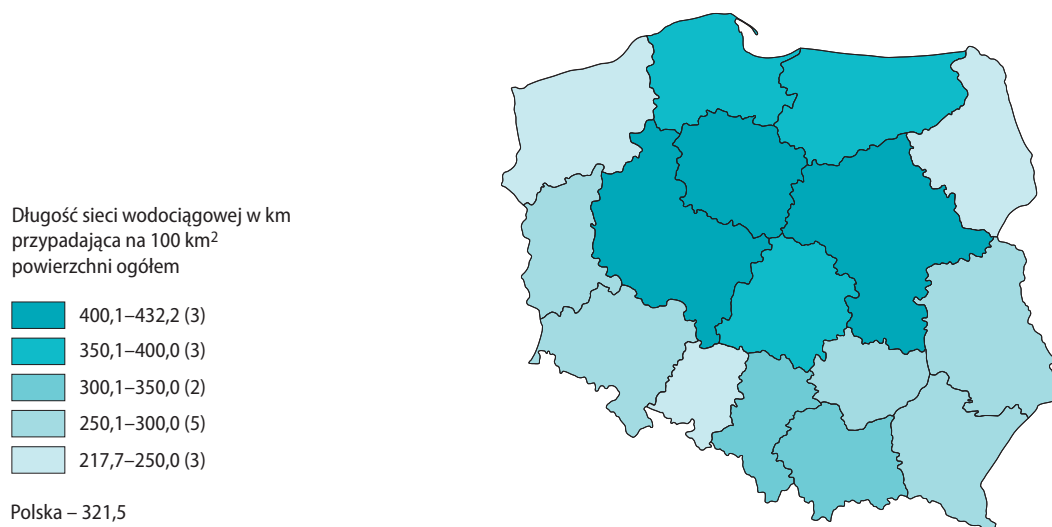 Długość sieci wodociągowej w km
przypadająca na 100 km²
powierzchni ogółem
400,1–432,2 (3)
350,1–400,0 (3)
300,1–350,0 (2)
250,1–300,0 (5)
217,7–250,0 (3)
Polska – 321,5